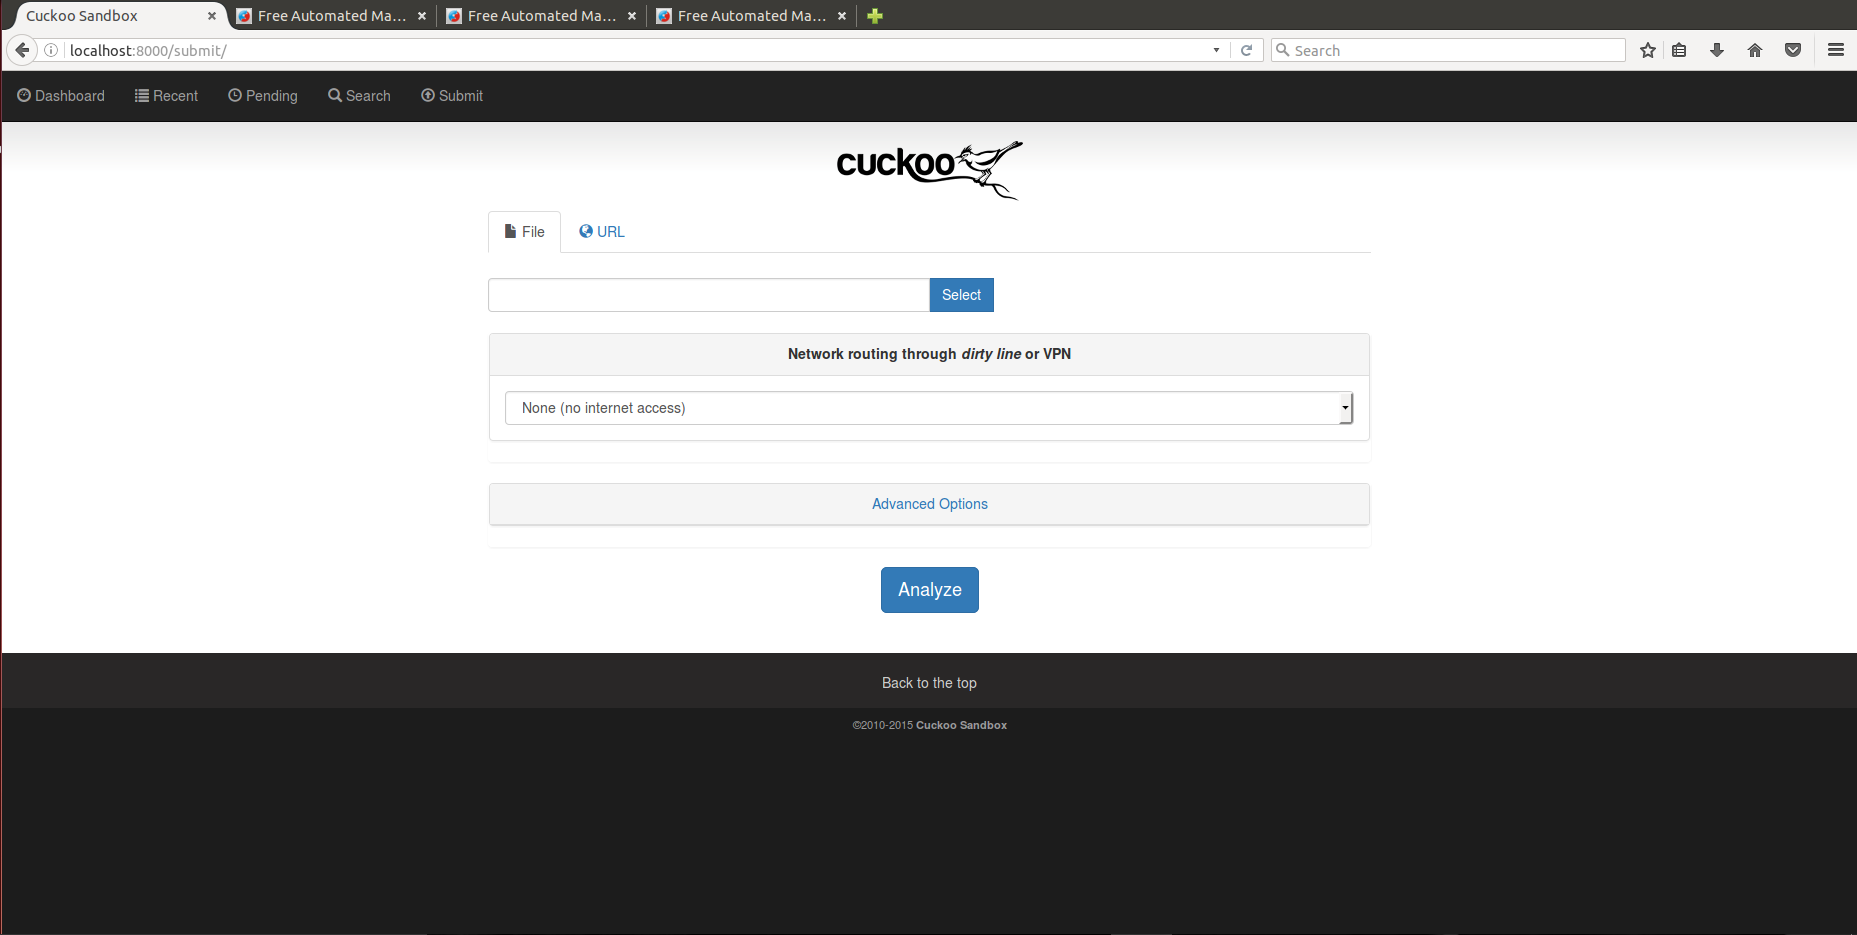 Cuckoo Sandbox
Free Automated Ma...
Free Automated Ma...
Free Automated Ma...
localhost:8000/submit/
Search
Dashboard
Recent
Pending
Search
Submit
cuckoo
File
URL
Select
Network routing through dirty line or VPN
None (no internet access)
Advanced Options
Analyze
Back to the top
©2010-2015 Cuckoo Sandbox